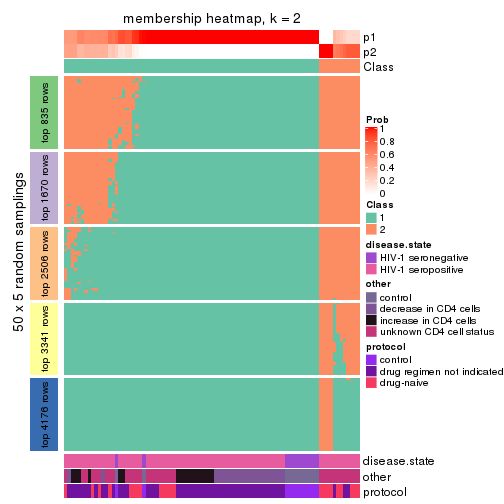 membership heatmap, k = 2
p1
p2
Class
50 x 5 random samplings
top 835 rows
top 1670 rows
top 2506 rows
top 3341 rows
top 4176 rows
disease.state
other
protocol
Prob
1
0.8
0.6
0.4
0.2
0
Class
1
2
disease.state
HIV-1 seronegative
HIV-1 seropositive
other
control
decrease in CD4 cells
increase in CD4 cells
unknown CD4 cell status
protocol
control
drug regimen not indicated
drug-naive